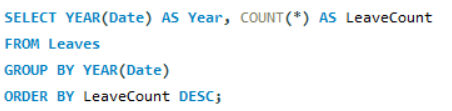 SELECT YEAR(Date) AS Year, COUNT(*) AS LeaveCount
FROM Leaves
GROUP BY YEAR(Date)
ORDER BY LeaveCount DESC;